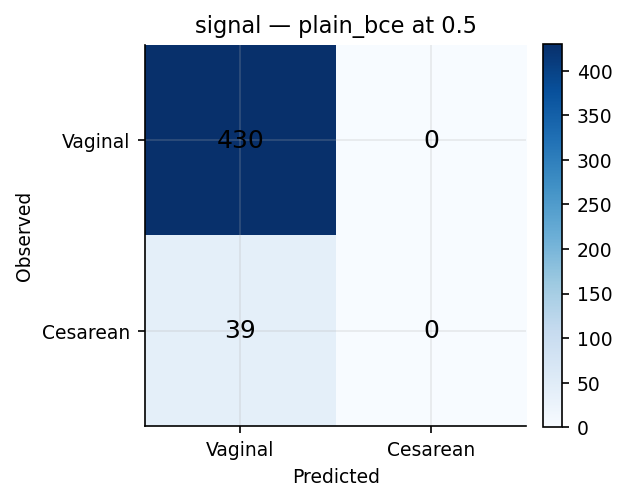 signal — plain_bce at 0.5
Observed
Vaginal
Cesarean
430
0
39
0
Vaginal
Cesarean
Predicted
400
350
300
250
200
150
100
50
0